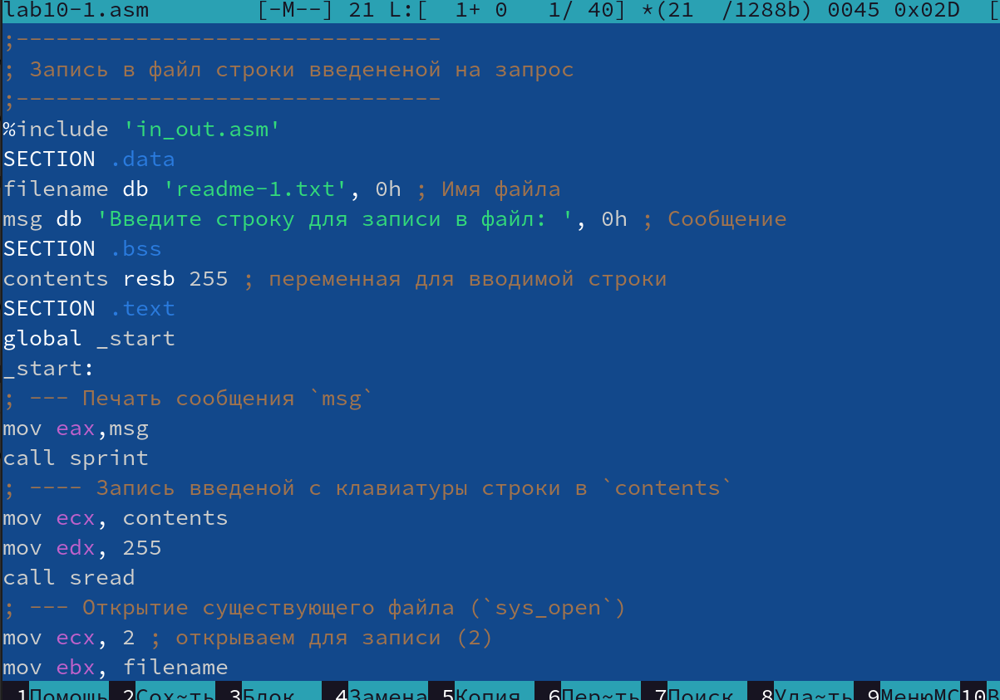 lab10-1.asm [-M--] 21 L:[ 1+ 0 1/ 40] *(21 /1288b) 0045 0x02D [
;--------------------------------
; Запись в файл строки введененой на запрос
;--------------------------------
%include 'in_out.asm'
SECTION .data
filename db 'readme-1.txt', 0h ; Имя файла
msg db 'Введите строку для записи в файл: ', 0h ; Сообщение
SECTION .bss
contents resb 255 ; переменная для вводимой строки
SECTION .text
global _start
_start:
; --- Печать сообщения `msg`
mov eax,msg
call sprint
; ---- Запись введеной с клавиатуры строки в `contents`
mov ecx, contents
mov edx, 255
call sread
; --- Открытие существующего файла (`sys_open`)
mov ecx, 2 ; открываем для записи (2)
mov ebx, filename
1Помощь 2Сох~ть 3Блок 4Замена 5Копия 6Пер~ть 7Поиск 8Уда~ть 9МенюMC 10В